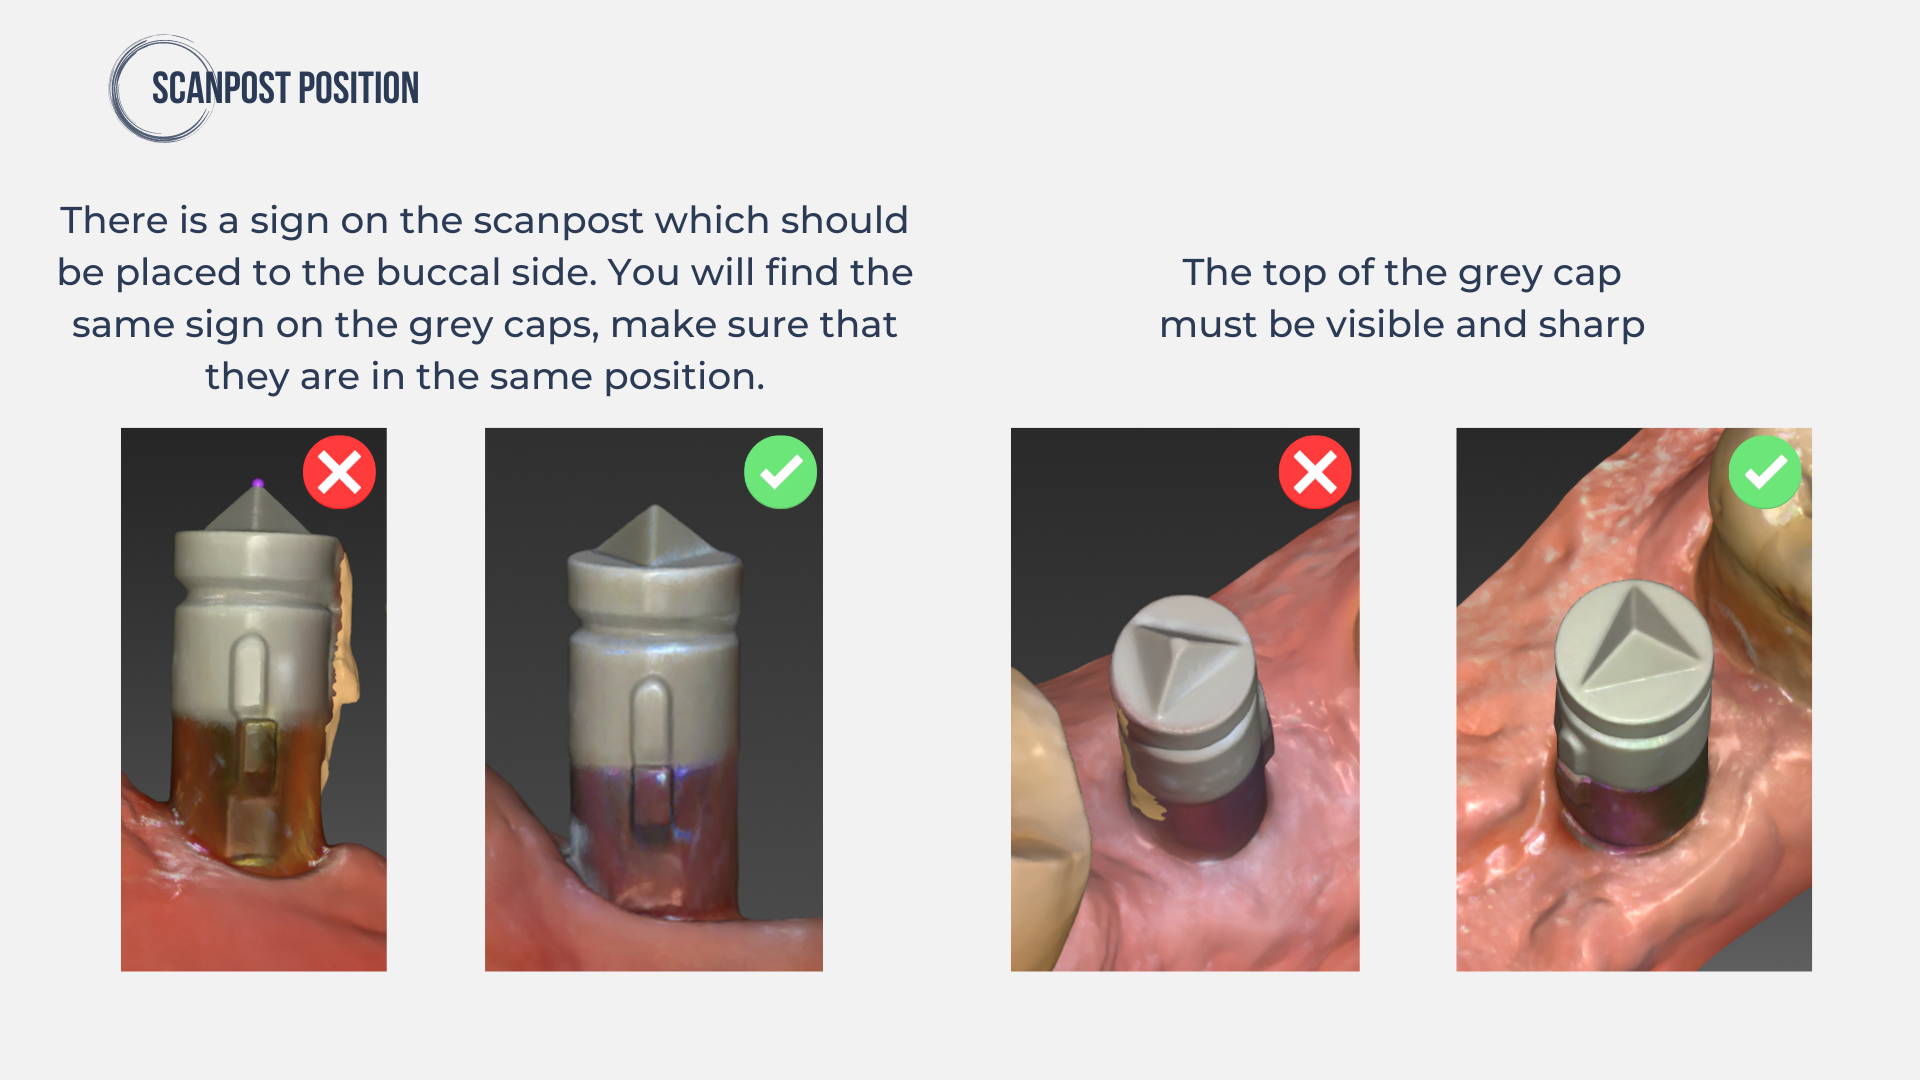 SCANPOST POSITION
There is a sign on the scanpost which should
be placed to the buccal side. You will find the
same sign on the grey caps, make sure that
they are in the same position.
The top of the grey cap
must be visible and sharp